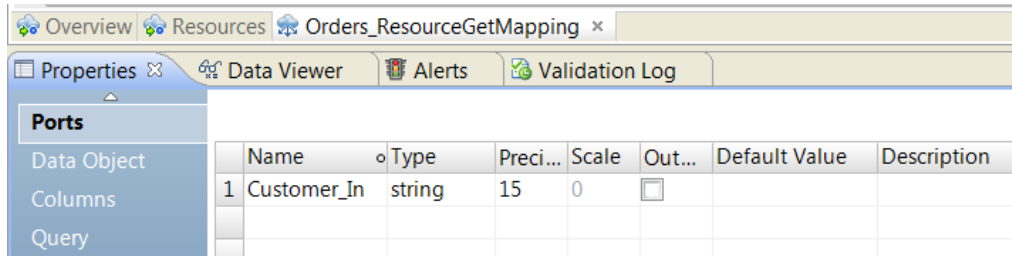 Overview Resources Orders_ResourceGetMapping
Properties Data Viewer Alerts Validation Log
Ports
Data Object
Columns
Query
Name Type Preci... Scale Out... Default Value Description
1 Customer_In string 15 0